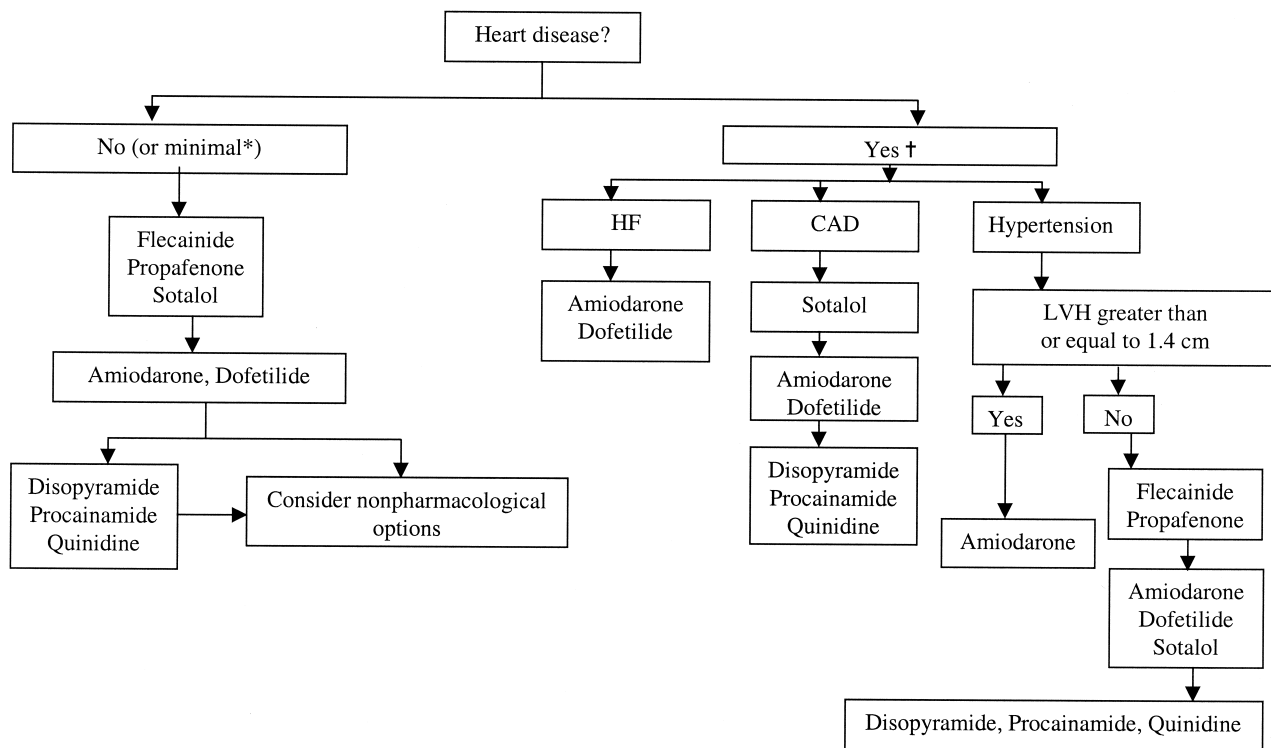 Heart disease?
No (or minimal*)
Yes †
HF
CAD
Hypertension
Flecainide
Propafenone
Sotalol
Amiodarone
Dofetilide
Sotalol
LVH greater than
or equal to 1.4 cm
Amiodarone, Dofetilide
Amiodarone
Dofetilide
Yes
No
Disopyramide
Procainamide
Quinidine
Consider nonpharmacological
options
Disopyramide
Procainamide
Quinidine
Amiodarone
Flecainide
Propafenone
Amiodarone
Dofetilide
Sotalol
Disopyramide, Procainamide, Quinidine